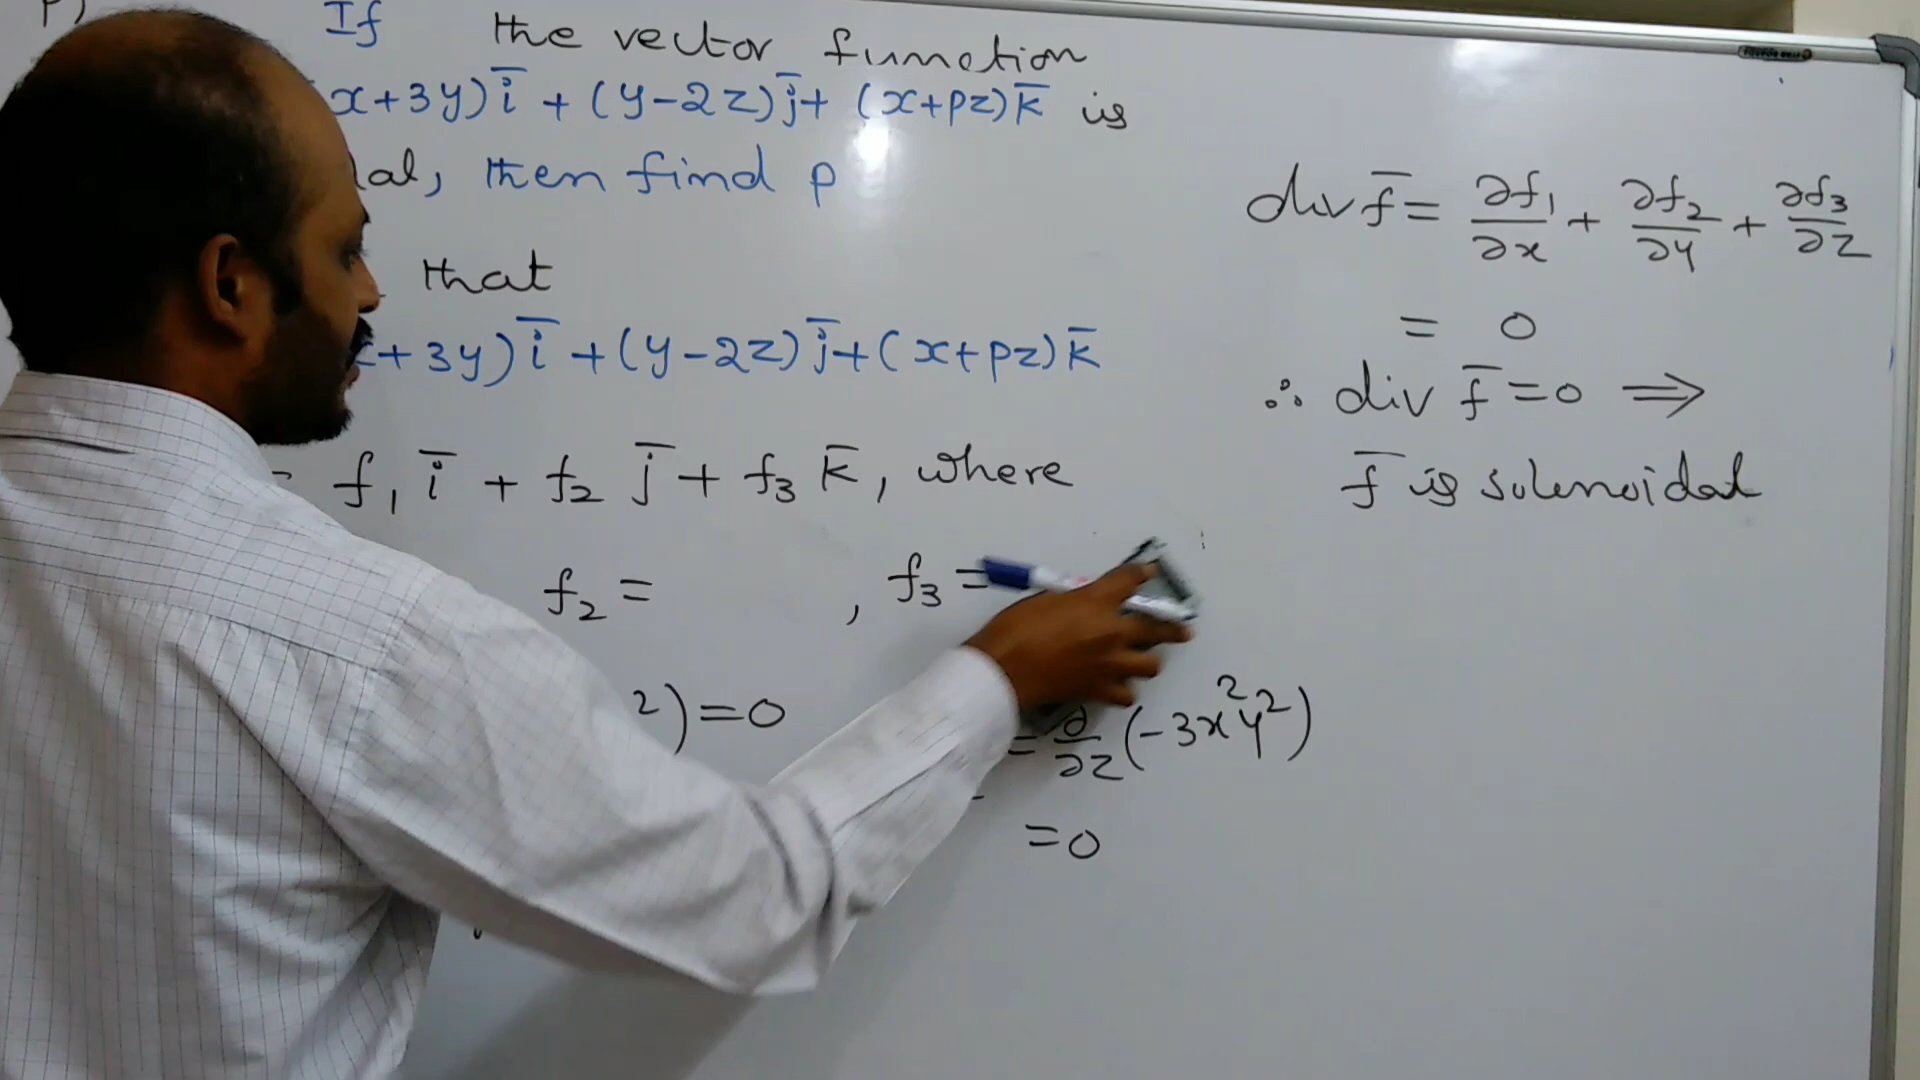 P)
If the vector function
x+3y) i̅ + (y-2z) j̅ + (x+pz) k̅ is
dal, then find p
that
x+3y) i̅ + (y-2z) j̅ + (x+pz) k̅
= f₁ i̅ + f₂ j̅ + f₃ k̅, where
f₂ = , f₃ =
²)=0
= ∂/∂z (-3x²y²)
=0
div f̅ = ∂f₁/∂x + ∂f₂/∂y + ∂f₃/∂z
= 0
∴ div f̅ = 0 ⇒
f̅ is solenoidal